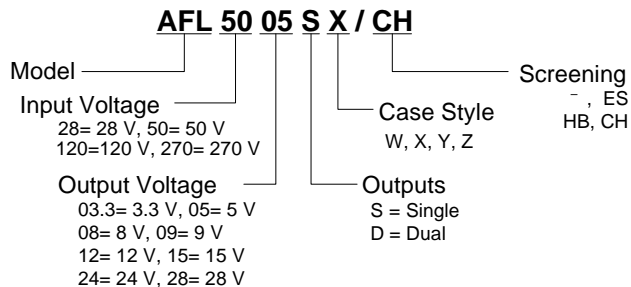 AFL 50 05 S X / CH
Model
Input Voltage
28= 28 V, 50= 50 V
120=120 V, 270= 270 V
Output Voltage
03.3= 3.3 V, 05= 5 V
08= 8 V, 09= 9 V
12= 12 V, 15= 15 V
24= 24 V, 28= 28 V
Outputs
S = Single
D = Dual
Case Style
W, X, Y, Z
Screening
– , ES
HB, CH